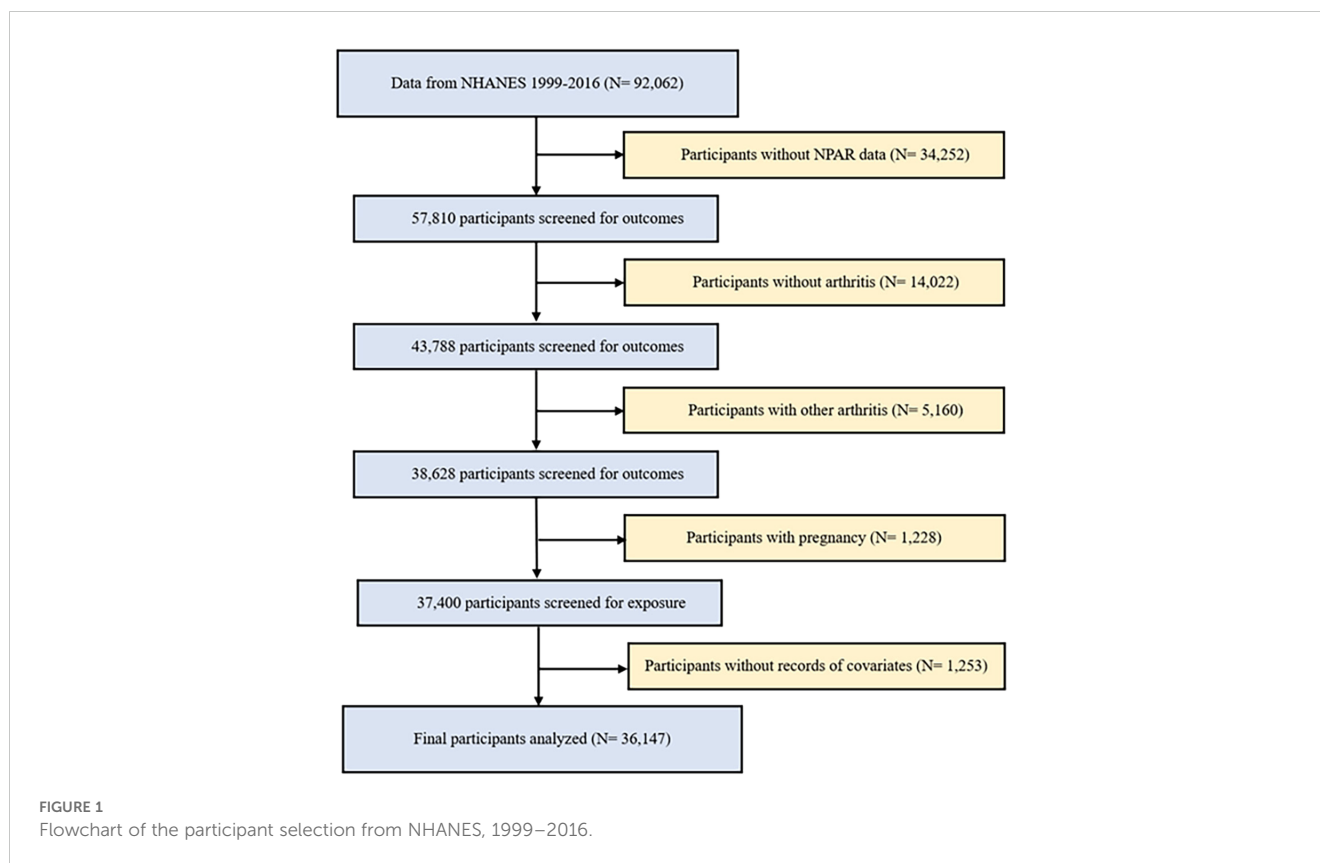 Data from NHANES 1999-2016 (N= 92,062)
Participants without NPAR data (N= 34,252)
57,810 participants screened for outcomes
Participants without arthritis (N= 14,022)
43,788 participants screened for outcomes
Participants with other arthritis (N= 5,160)
38,628 participants screened for outcomes
Participants with pregnancy (N= 1,228)
37,400 participants screened for exposure
Participants without records of covariates (N= 1,253)
Final participants analyzed (N= 36,147)
FIGURE 1
Flowchart of the participant selection from NHANES, 1999–2016.